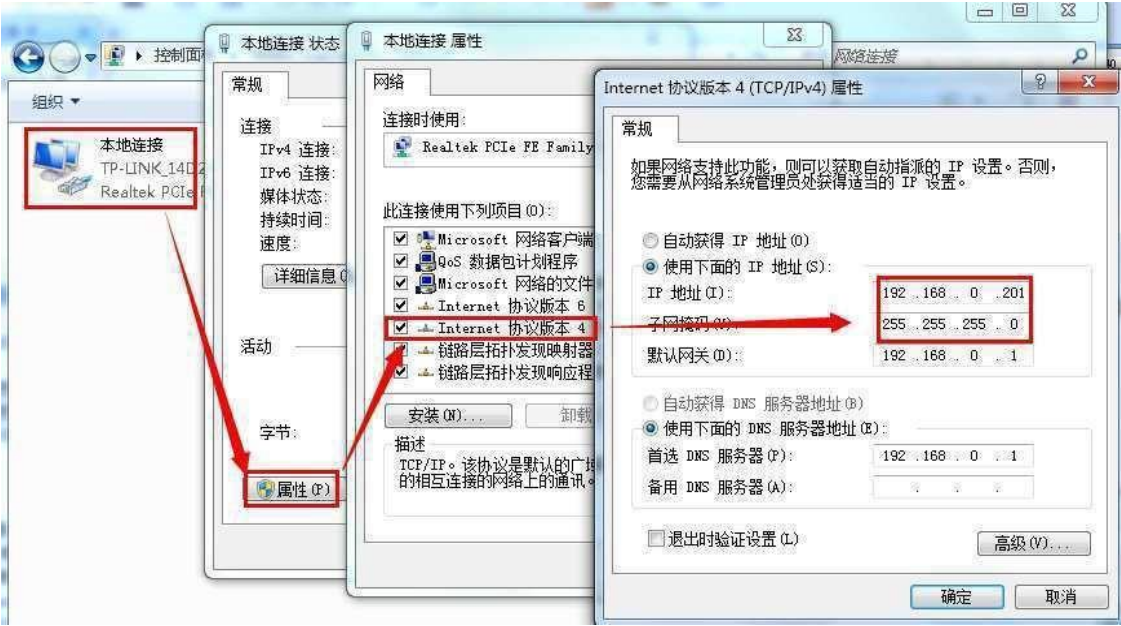 控制面
网络连接
组织
本地连接
TP-LINK_14D2
Realtek PCIe F
本地连接 状态
常规
连接
IPv4 连接:
IPv6 连接:
媒体状态:
持续时间:
速度:
详细信息(
活动
字节:
属性(P)
本地连接 属性
网络
连接时使用:
Realtek PCIe FE Family
此连接使用下列项目(O):
Microsoft 网络客户端
QoS 数据包计划程序
Microsoft 网络的文件
Internet 协议版本 6
Internet 协议版本 4
链路层拓扑发现映射器
链路层拓扑发现响应程
安装(N)...
卸载
描述
TCP/IP。该协议是默认的广域
的相互连接的网络上的通讯。
Internet 协议版本 4 (TCP/IPv4) 属性
常规
如果网络支持此功能，则可以获取自动指派的 IP 设置。否则，
您需要从网络系统管理员处获得适当的 IP 设置。
自动获得 IP 地址(O)
使用下面的 IP 地址(S):
IP 地址(I): 192 .168 . 0 .201
子网掩码(U): 255 .255 .255 . 0
默认网关(D): 192 .168 . 0 . 1
自动获得 DNS 服务器地址(B)
使用下面的 DNS 服务器地址(E):
首选 DNS 服务器(P): 192 .168 . 0 . 1
备用 DNS 服务器(A): . . .
退出时验证设置(L)
高级(V)...
确定
取消